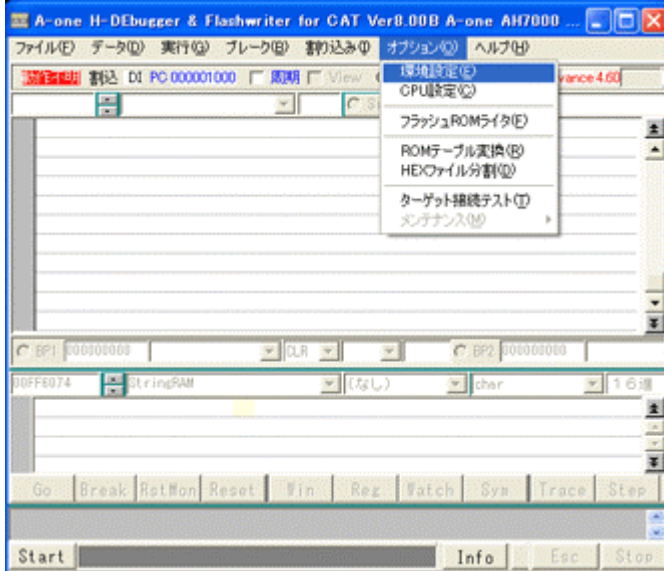 A-one H-DEbugger & Flashwriter for CAT Ver8.00B A-one AH7000 ...
ファイル(F) データ(D) 実行(G) ブレーク(B) 割り込み(I) オプション(O) ヘルプ(H)
動作不明 割込 DI PC 000001000 周期 View vance 4.60
環境設定(E)
CPU設定(C)
フラッシュROMライタ(F)
ROMテーブル変換(R)
HEXファイル分割(D)
ターゲット接続テスト(T)
メンテナンス(M)
BP1 000000000 CLR BP2 000000000
00FF6074 StringRAM (なし) char 16進
Go Break RstMon Reset Win Reg Watch Sym Trace Step
Start Info Esc Stop